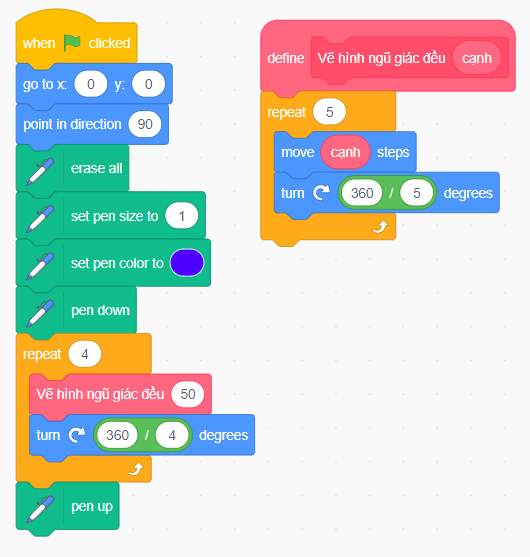 when clicked
go to x: 0 y: 0
point in direction 90
erase all
set pen size to 1
set pen color to
pen down
repeat 4
Vẽ hình ngũ giác đều 50
turn 360 / 4 degrees
pen up
define Vẽ hình ngũ giác đều cạnh
repeat 5
move cạnh steps
turn 360 / 5 degrees